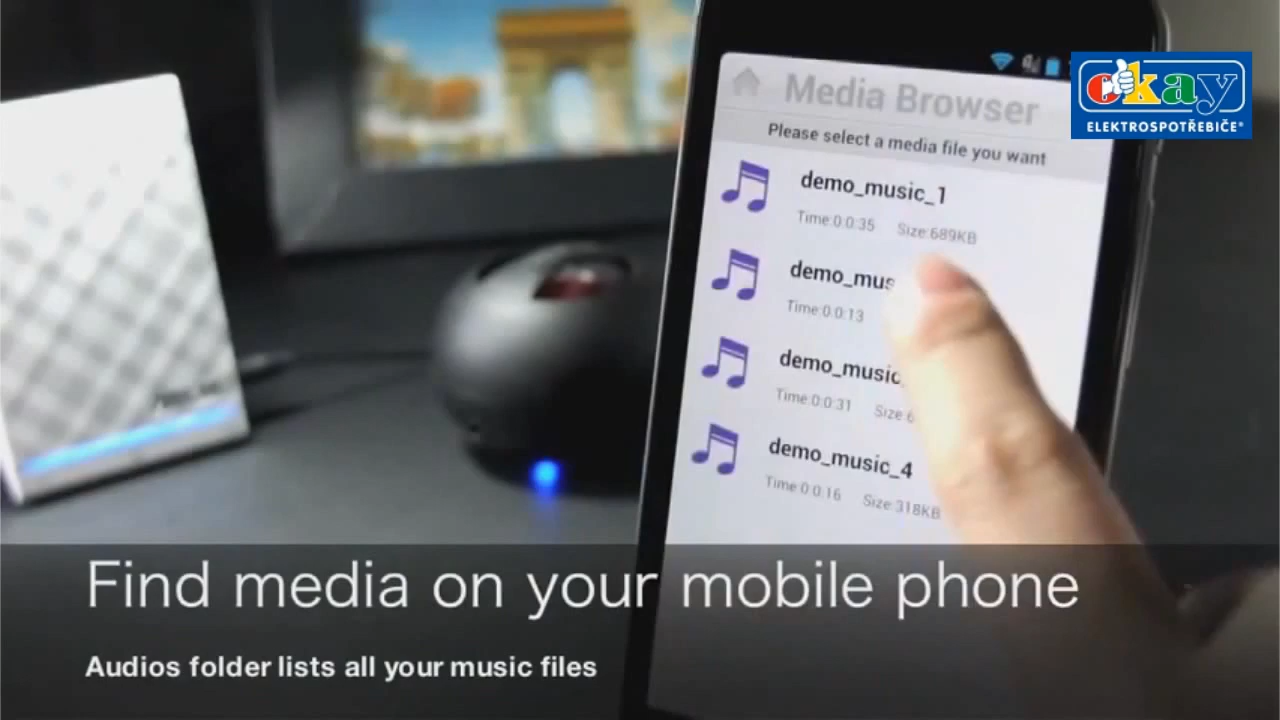 okay
ELEKTROSPOTŘEBIČE®
Media Browser
Please select a media file you want
demo_music_1
Time:0:0:35 Size:689KB
Time:0:0:13
Time:0:0:31
demo_music_4
Time:0:0:16 Size:318KB
Find media on your mobile phone
Audios folder lists all your music files